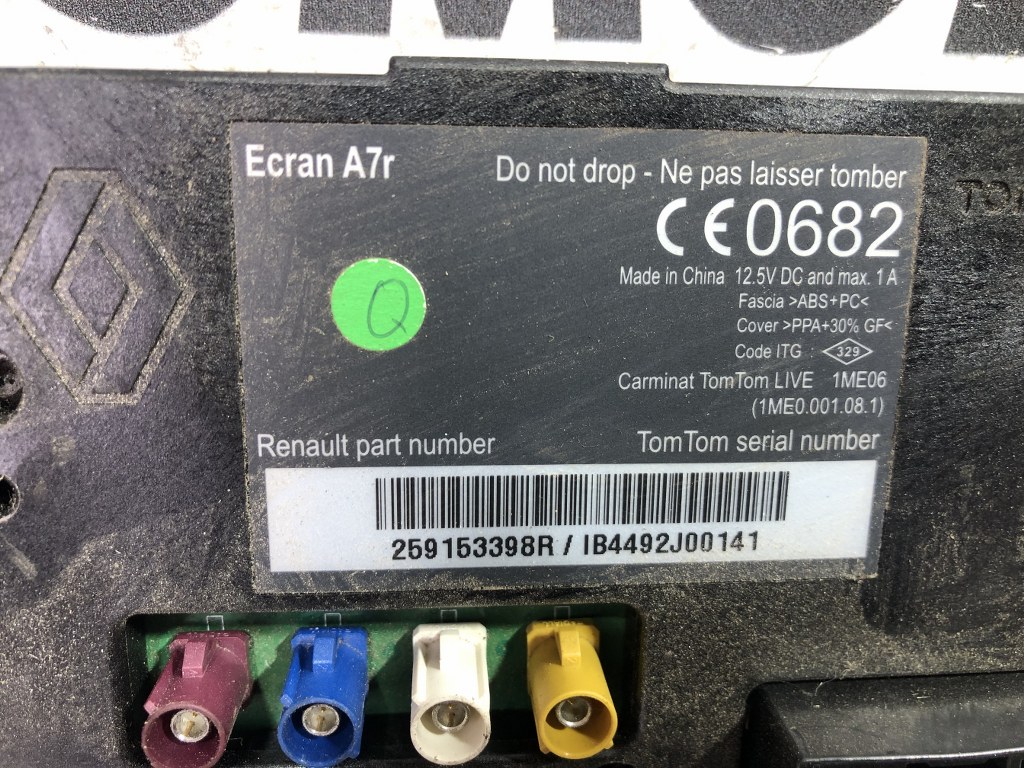 Ecran A7r
Do not drop - Ne pas laisser tomber
CE 0682
Made in China 12.5V DC and max. 1 A
Fascia >ABS+PC<
Cover >PPA+30% GF<
Code ITG : 329
Carminat TomTom LIVE 1ME06
(1ME0.001.08.1)
Renault part number
TomTom serial number
259153398R / IB4492J00141
Q